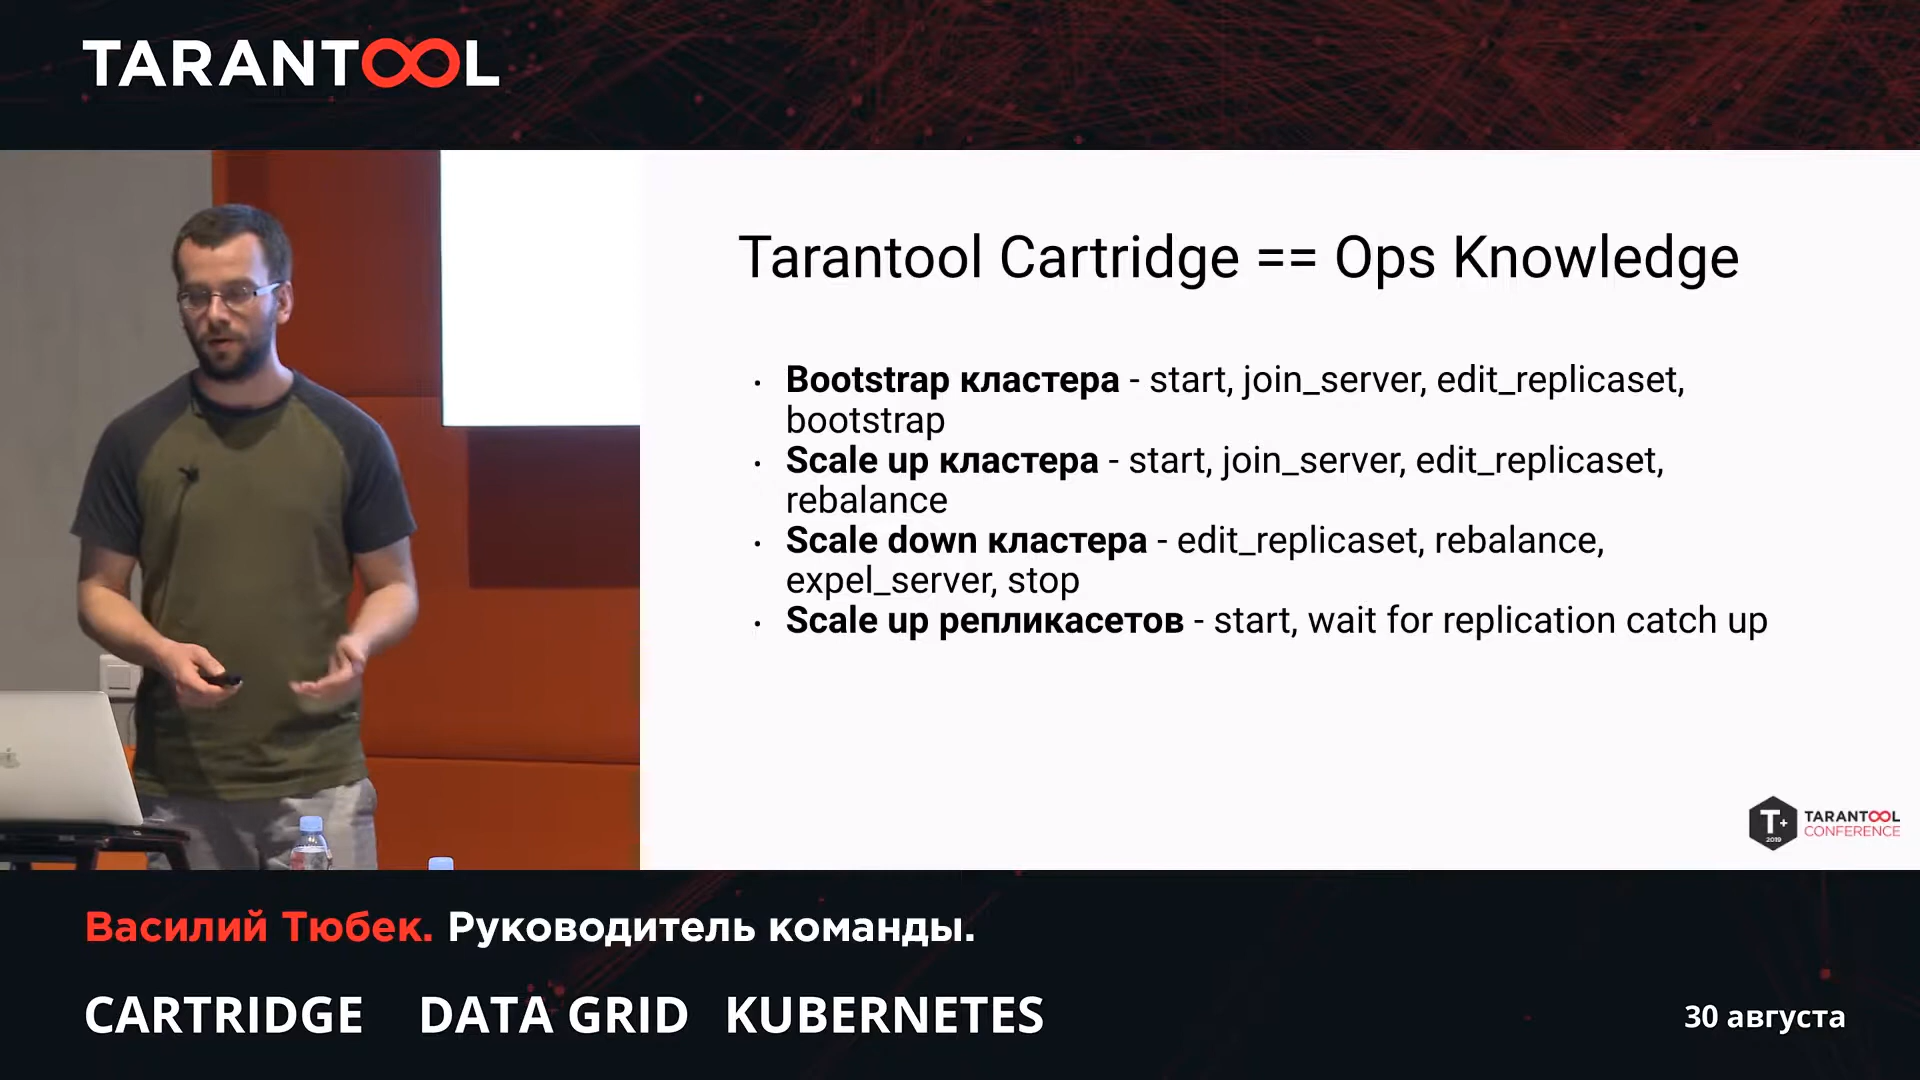 TARANTOOL
Tarantool Cartridge == Ops Knowledge
• Bootstrap кластера - start, join_server, edit_replicaset,
bootstrap
• Scale up кластера - start, join_server, edit_replicaset,
rebalance
• Scale down кластера - edit_replicaset, rebalance,
expel_server, stop
• Scale up репликасетов - start, wait for replication catch up
T+
2019
TARANTOOL
CONFERENCE
Василий Тюбек. Руководитель команды.
CARTRIDGE DATA GRID KUBERNETES
30 августа